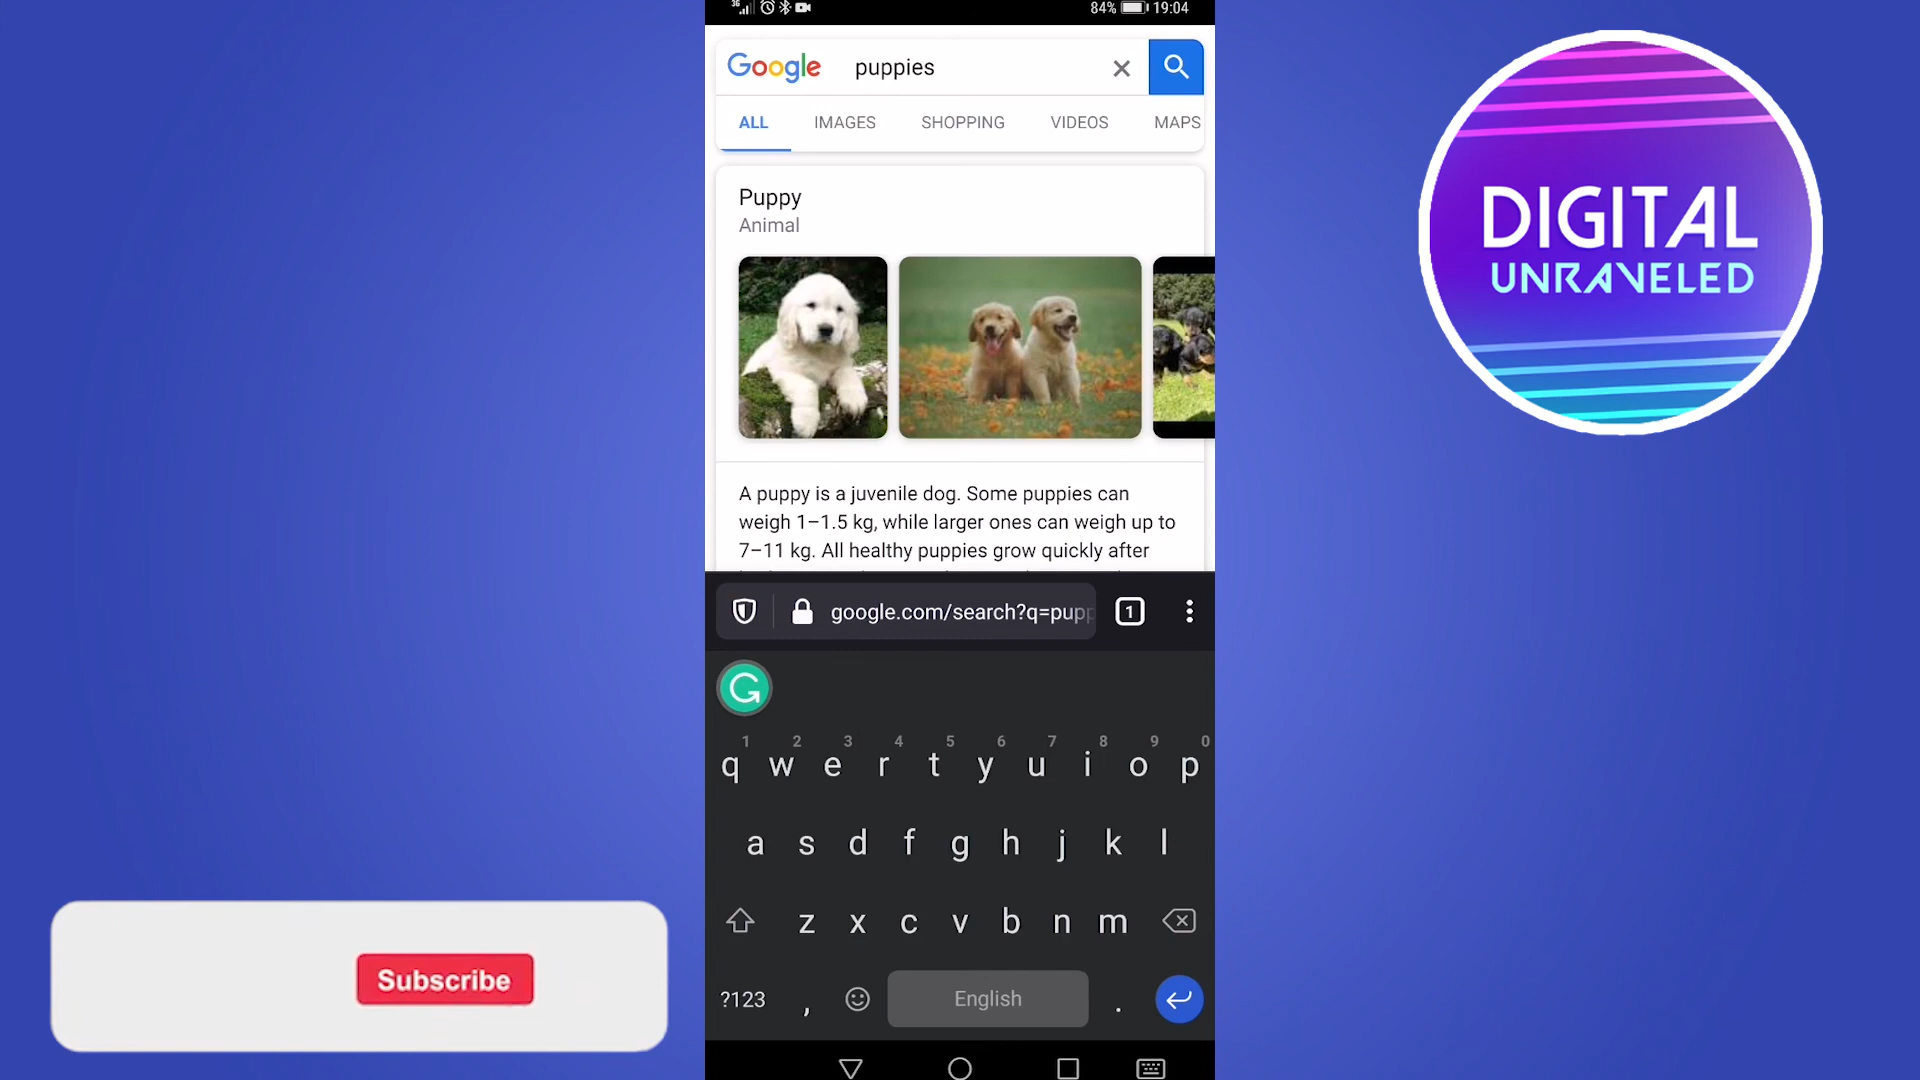 3G
84% 19:04
Google puppies
ALL IMAGES SHOPPING VIDEOS MAPS
Puppy
Animal
A puppy is a juvenile dog. Some puppies can
weigh 1–1.5 kg, while larger ones can weigh up to
7–11 kg. All healthy puppies grow quickly after
google.com/search?q=pupp 1
1 2 3 4 5 6 7 8 9 0
q w e r t y u i o p
a s d f g h j k l
z x c v b n m
?123 , English .
DIGITAL
UNRAVELED
Subscribe